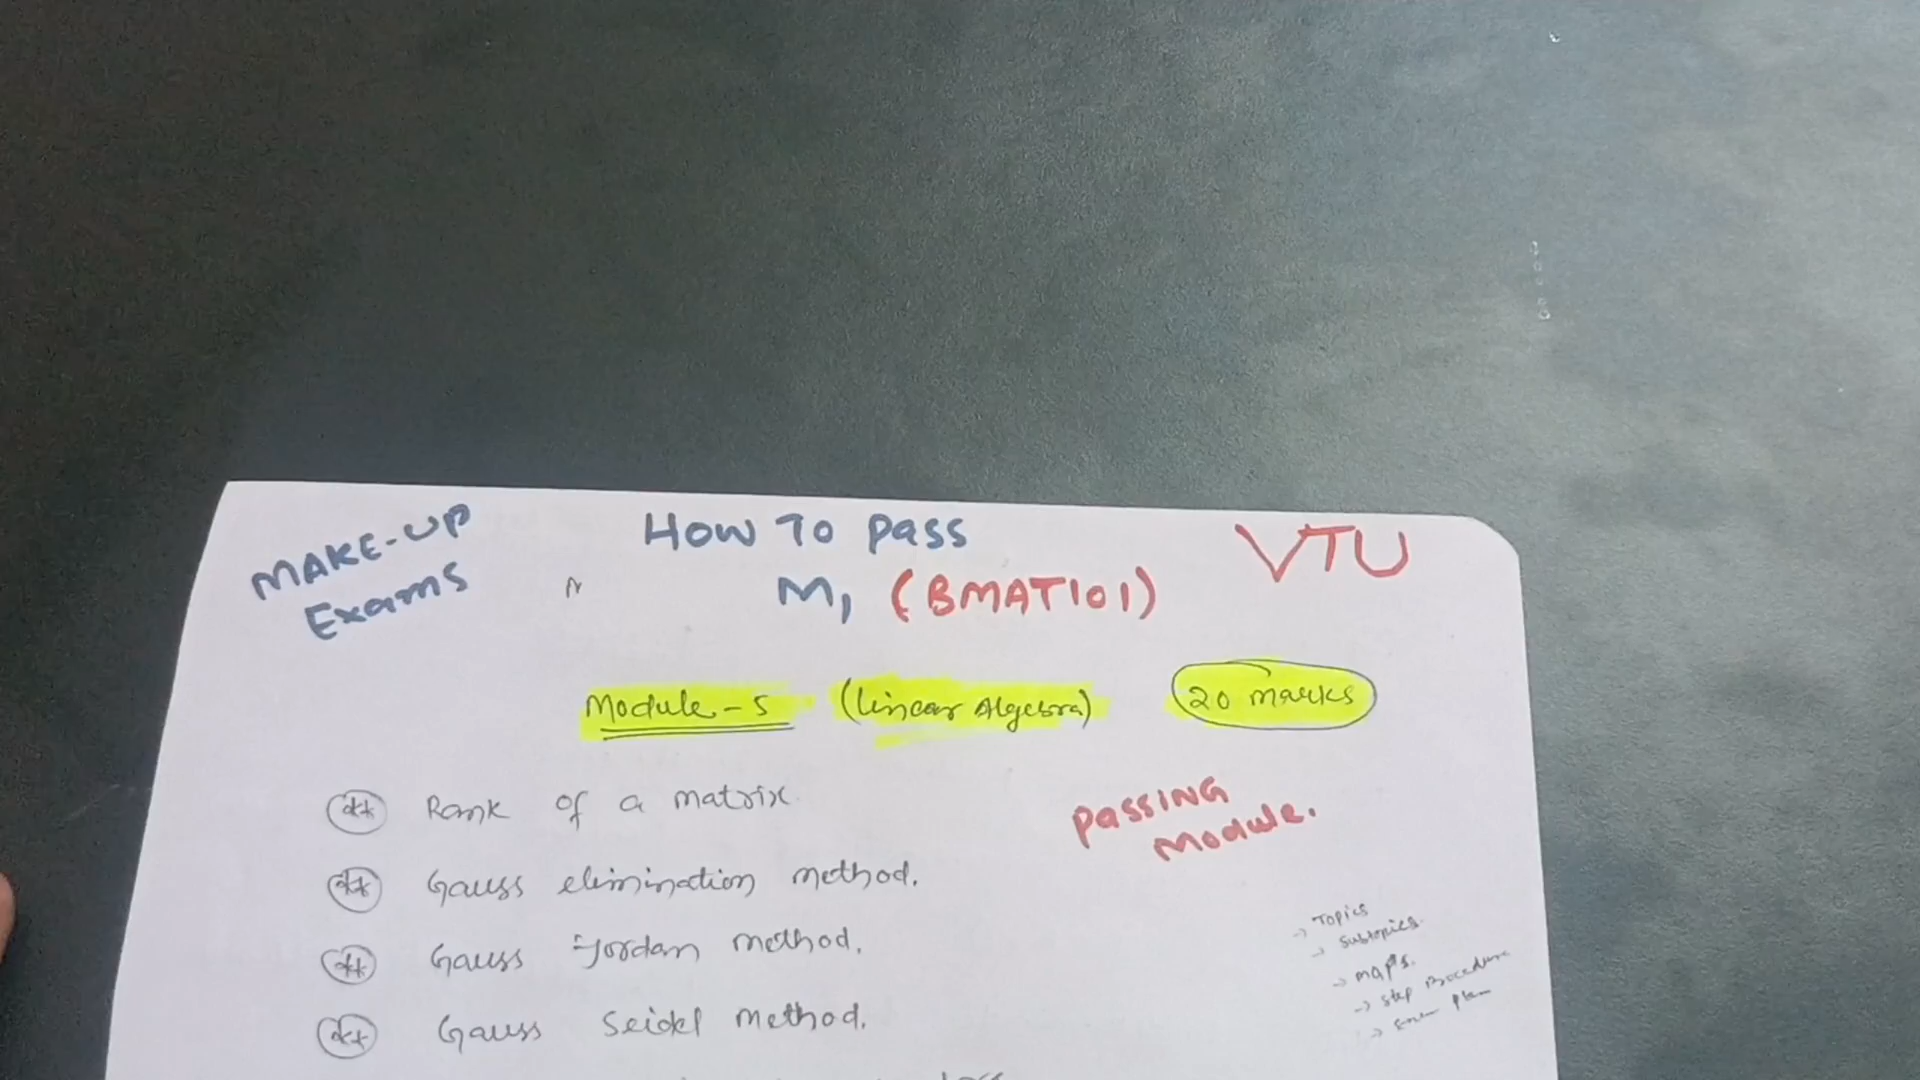 MAKE-UP
Exams
HOW TO Pass
M1 (BMAT101)
VTU
Module-5 (Linear Algebra) 20 marks
** Rank of a matrix.
** Gauss elimination method.
** Gauss Jordan method.
** Gauss Seidel method.
PASSING
Module.
→ Topics
→ Subtopics.
→ maps.
→ step Procedure
→ plan